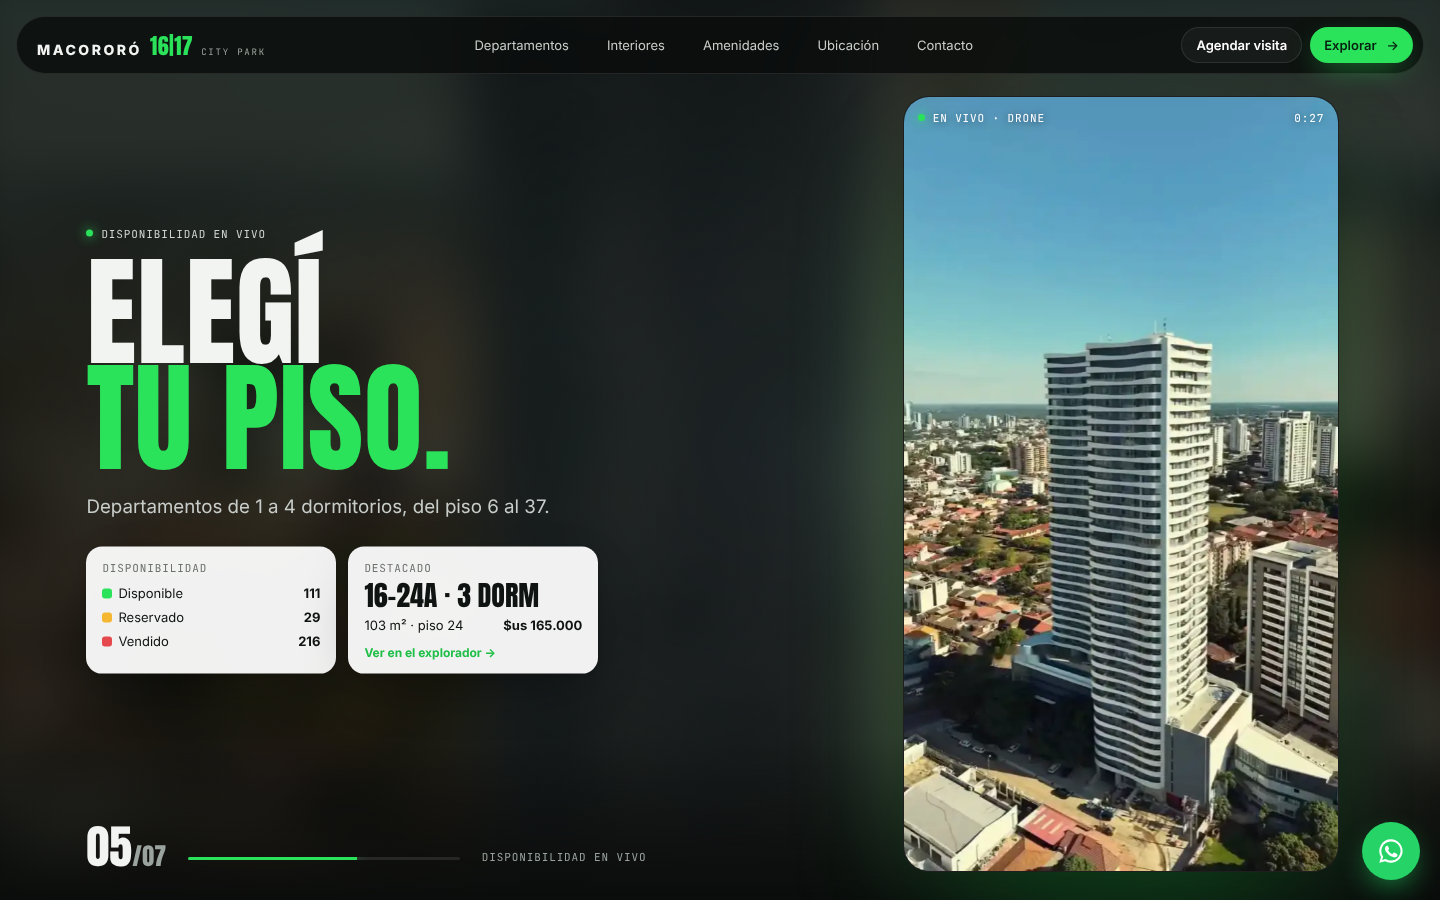 MACORORÓ 16|17 CITY PARK
Departamentos
Interiores
Amenidades
Ubicación
Contacto
Agendar visita
Explorar →
EN VIVO · DRONE
0:27
DISPONIBILIDAD EN VIVO
ELEGÍ
TU PISO.
Departamentos de 1 a 4 dormitorios, del piso 6 al 37.
DISPONIBILIDAD
Disponible 111
Reservado 29
Vendido 216
DESTACADO
16-24A · 3 DORM
103 m² · piso 24 $us 165.000
Ver en el explorador →
05/07
DISPONIBILIDAD EN VIVO